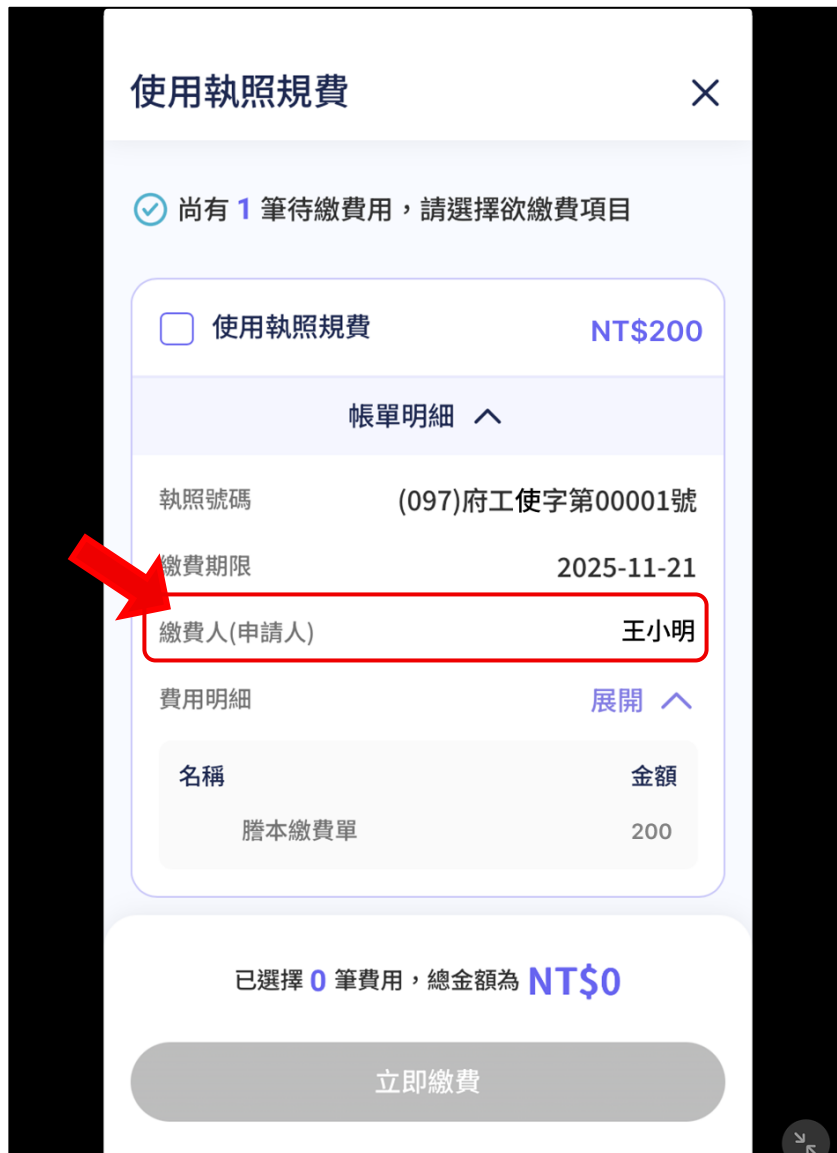 使用執照規費
尚有 1 筆待繳費用，請選擇欲繳費項目
使用執照規費 NT$200
帳單明細
執照號碼 (097)府工使字第00001號
繳費期限 2025-11-21
繳費人(申請人) 王小明
費用明細 展開
名稱 金額
謄本繳費單 200
已選擇 0 筆費用，總金額為 NT$0
立即繳費